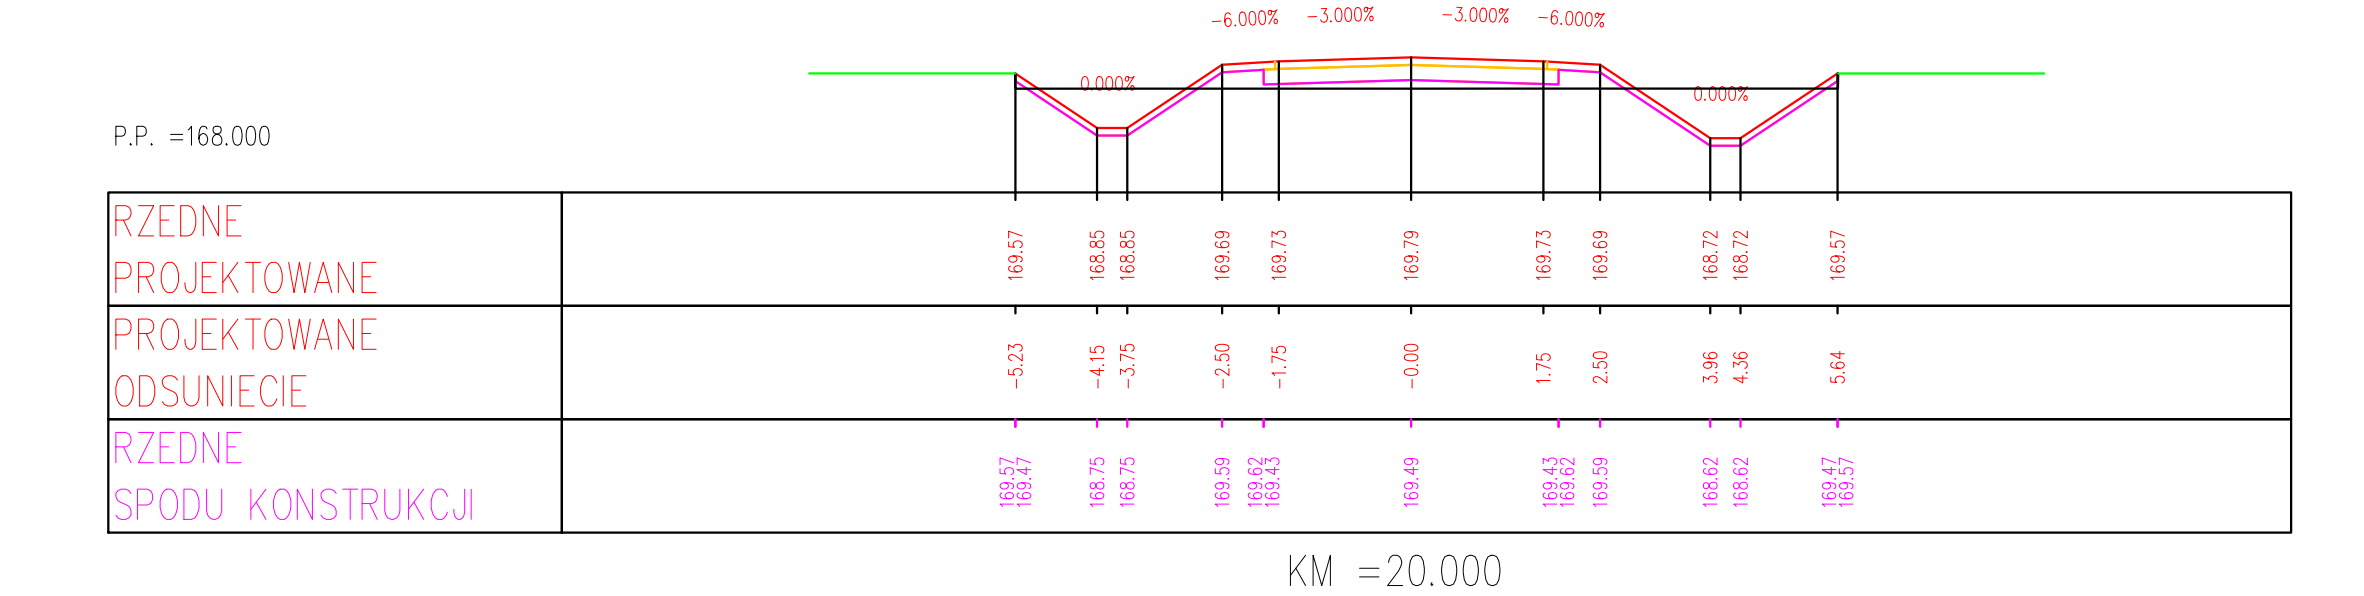 -6.000% -3.000% -3.000% -6.000%
0.000% 0.000%
P.P. =168.000
RZEDNE
PROJEKTOWANE
169.57 168.85 168.85 169.69 169.73 169.79 169.73 169.69 168.72 168.72 169.57
PROJEKTOWANE
ODSUNIECIE
-5.23 -4.15 -3.75 -2.50 -1.75 -0.00 1.75 2.50 3.96 4.36 5.64
RZEDNE
SPODU KONSTRUKCJI
169.57 169.47 168.75 168.75 169.59 169.62 169.43 169.49 169.43 169.62 169.59 168.62 168.62 169.47 169.57
KM =20.000